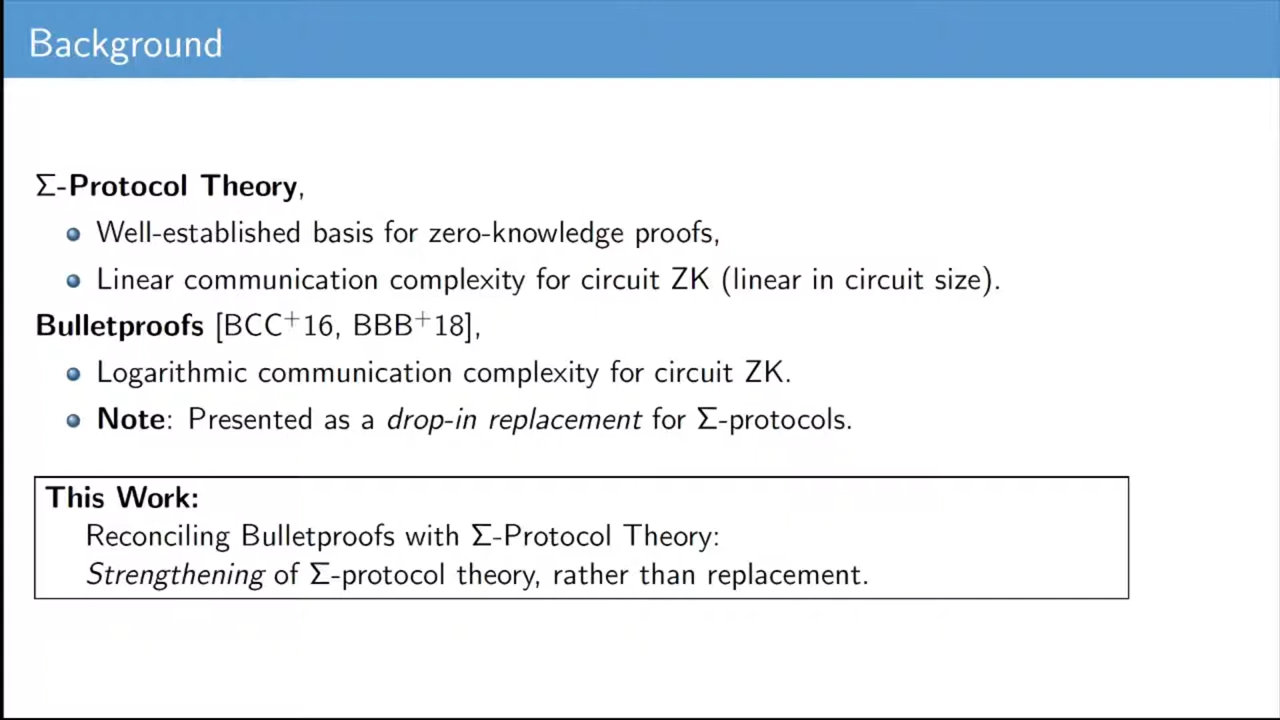 Background
Σ-Protocol Theory,
Well-established basis for zero-knowledge proofs,
Linear communication complexity for circuit ZK (linear in circuit size).
Bulletproofs [BCC⁺16, BBB⁺18],
Logarithmic communication complexity for circuit ZK.
Note: Presented as a drop-in replacement for Σ-protocols.
This Work:
Reconciling Bulletproofs with Σ-Protocol Theory:
Strengthening of Σ-protocol theory, rather than replacement.